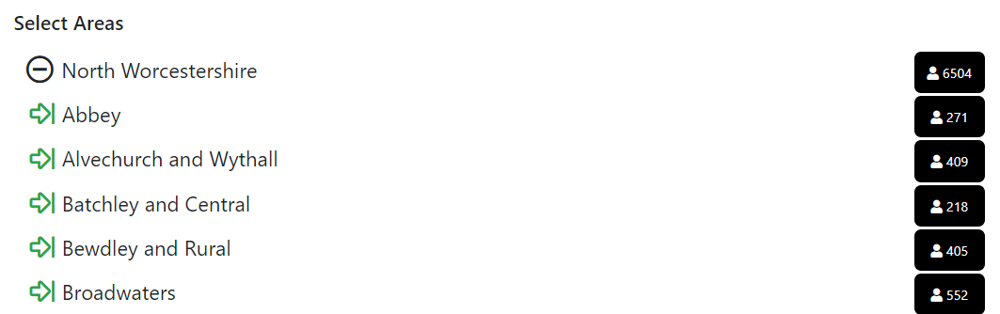 Select Areas
North Worcestershire 6504
Abbey 271
Alvechurch and Wythall 409
Batchley and Central 218
Bewdley and Rural 405
Broadwaters 552